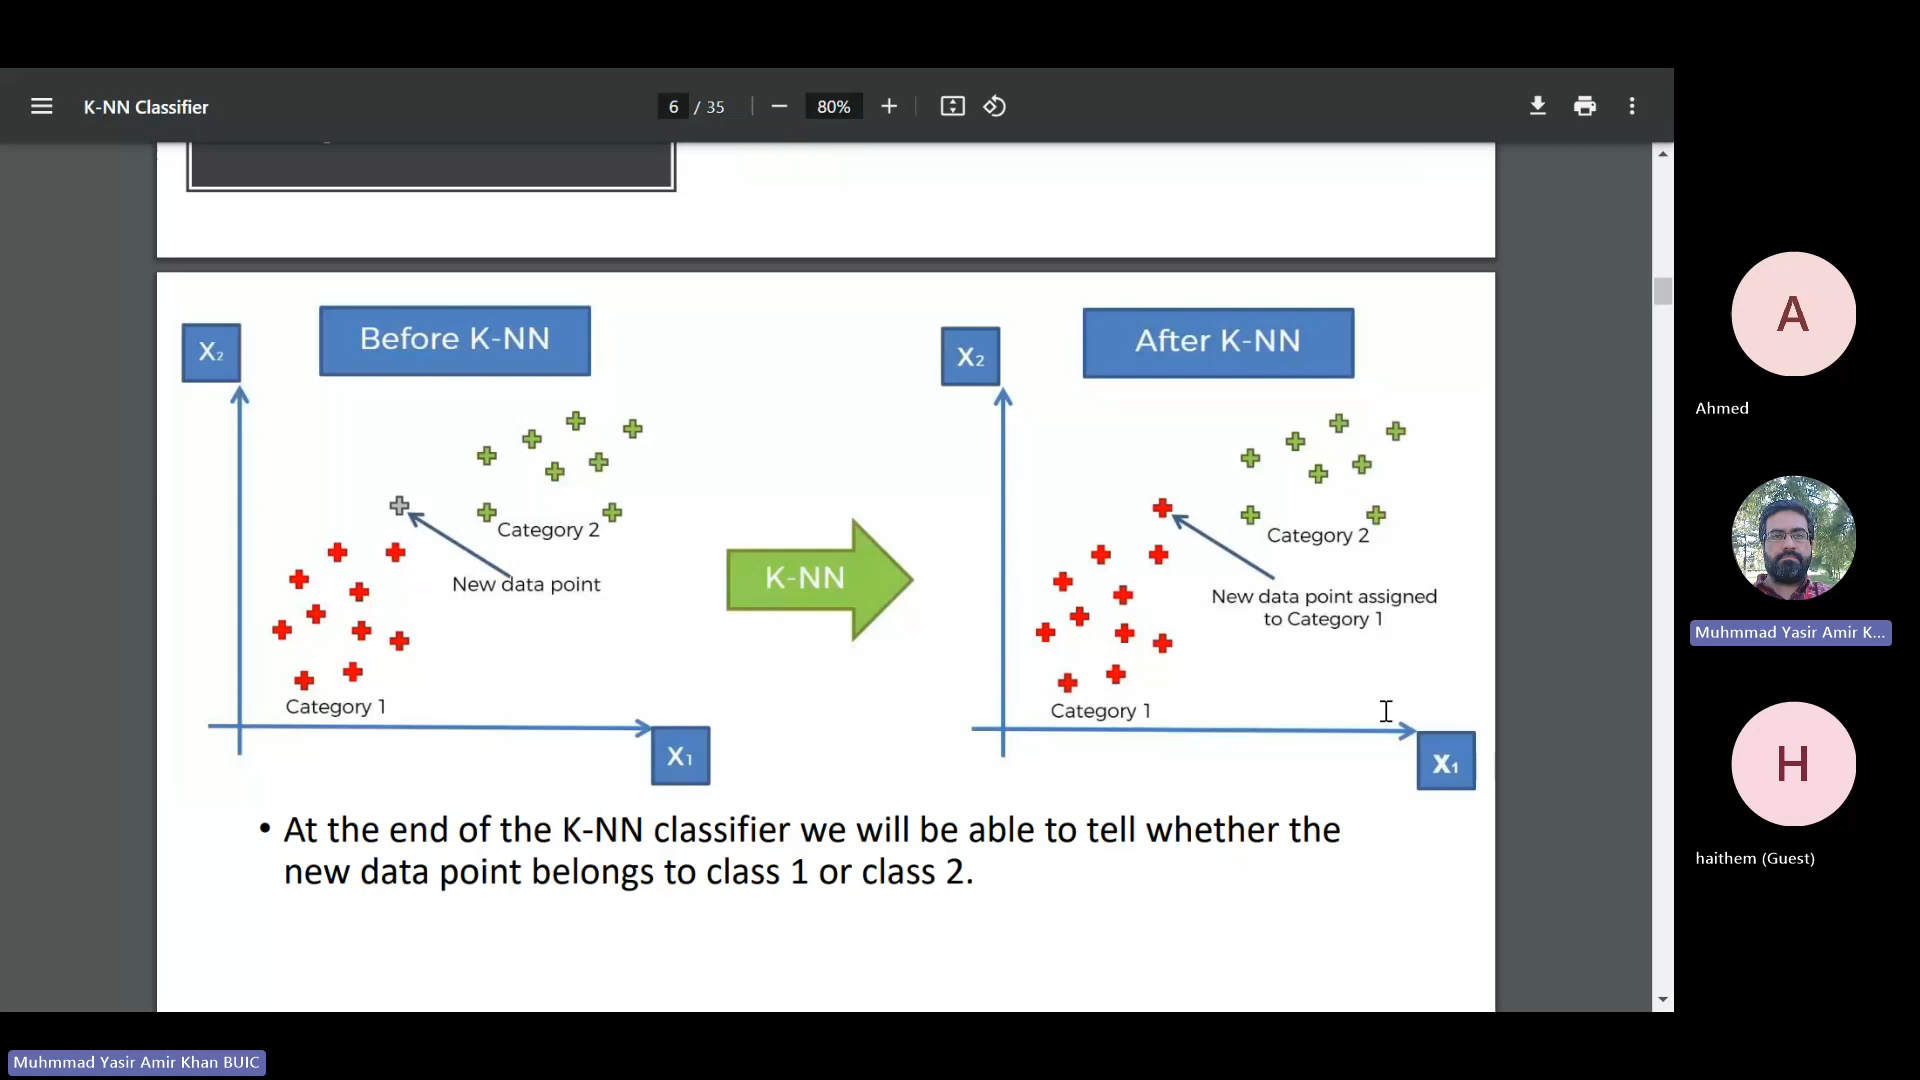 K-NN Classifier
6 / 35
80%
Before K-NN
After K-NN
X2
X2
Category 2
Category 2
New data point
K-NN
New data point assigned
to Category 1
Category 1
Category 1
X1
X1
• At the end of the K-NN classifier we will be able to tell whether the
new data point belongs to class 1 or class 2.
A
Ahmed
Muhmmad Yasir Amir K...
H
haithem (Guest)
Muhmmad Yasir Amir Khan BUIC